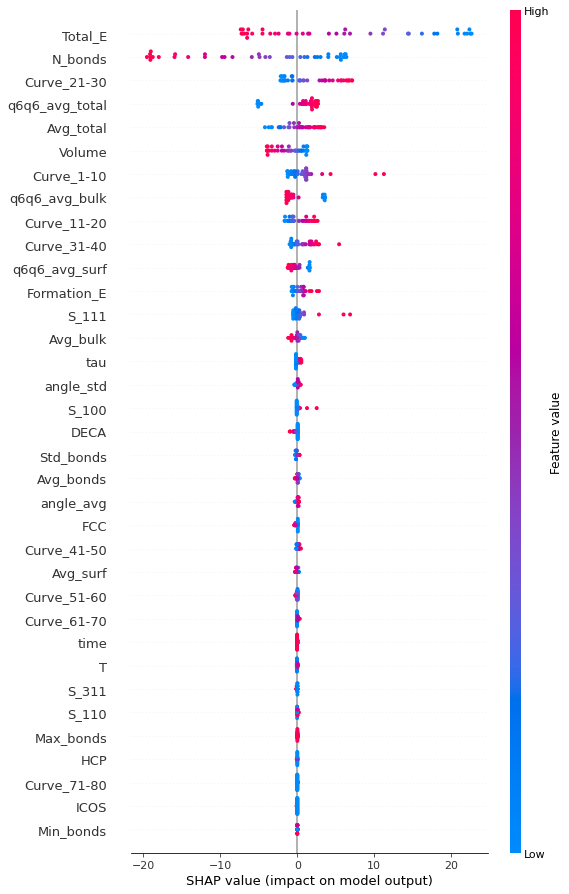 High
Total_E
N_bonds
Curve_21-30
q6q6_avg_total
Avg_total
Volume
Curve_1-10
q6q6_avg_bulk
Curve_11-20
Curve_31-40
q6q6_avg_surf
Formation_E
S_111
Avg_bulk
tau
angle_std
S_100
DECA
Std_bonds
Avg_bonds
angle_avg
FCC
Curve_41-50
Avg_surf
Curve_51-60
Curve_61-70
time
T
S_311
S_110
Max_bonds
HCP
Curve_71-80
ICOS
Min_bonds
Feature value
Low
−20 −10 0 10 20
SHAP value (impact on model output)